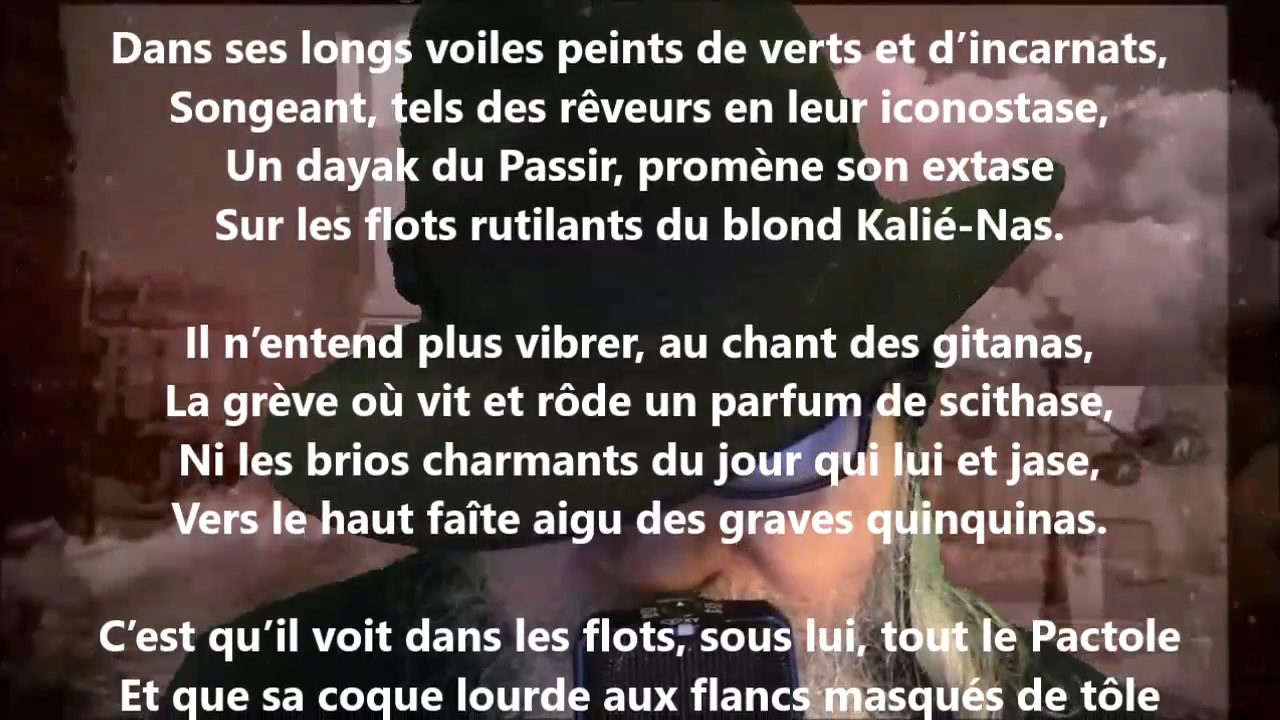 Dans ses longs voiles peints de verts et d’incarnats,
Songeant, tels des rêveurs en leur iconostase,
Un dayak du Passir, promène son extase
Sur les flots rutilants du blond Kalié-Nas.
Il n’entend plus vibrer, au chant des gitanas,
La grève où vit et rôde un parfum de scithase,
Ni les brios charmants du jour qui lui et jase,
Vers le haut faîte aigu des graves quinquinas.
C’est qu’il voit dans les flots, sous lui, tout le Pactole
Et que sa coque lourde aux flancs masqués de tôle